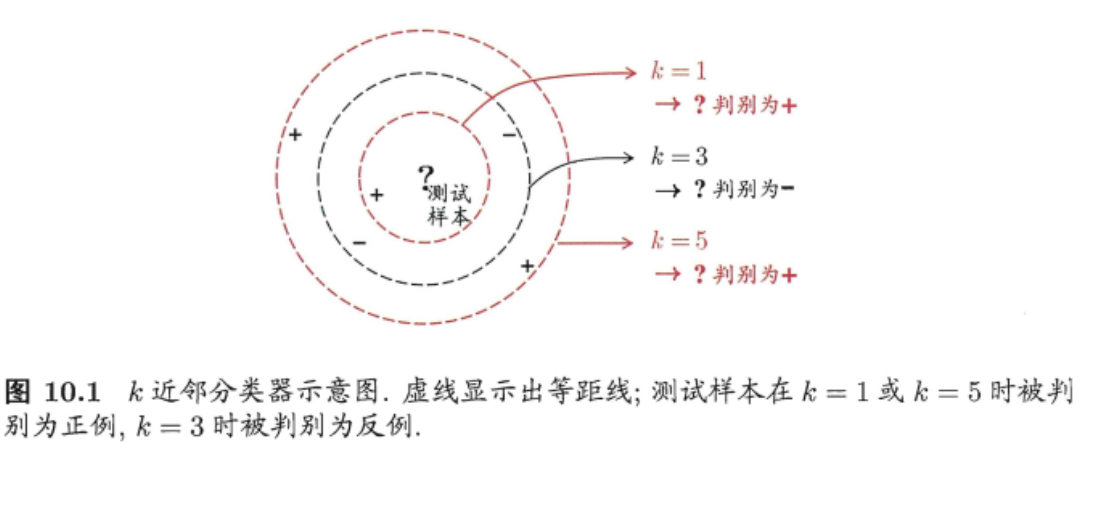 k = 1
→ ? 判别为+
+
−
k = 3
?
+
测试
→ ? 判别为−
样本
−
k = 5
+
→ ? 判别为+
图 10.1 k 近邻分类器示意图. 虚线显示出等距线; 测试样本在 k = 1 或 k = 5 时被判
别为正例, k = 3 时被判别为反例.